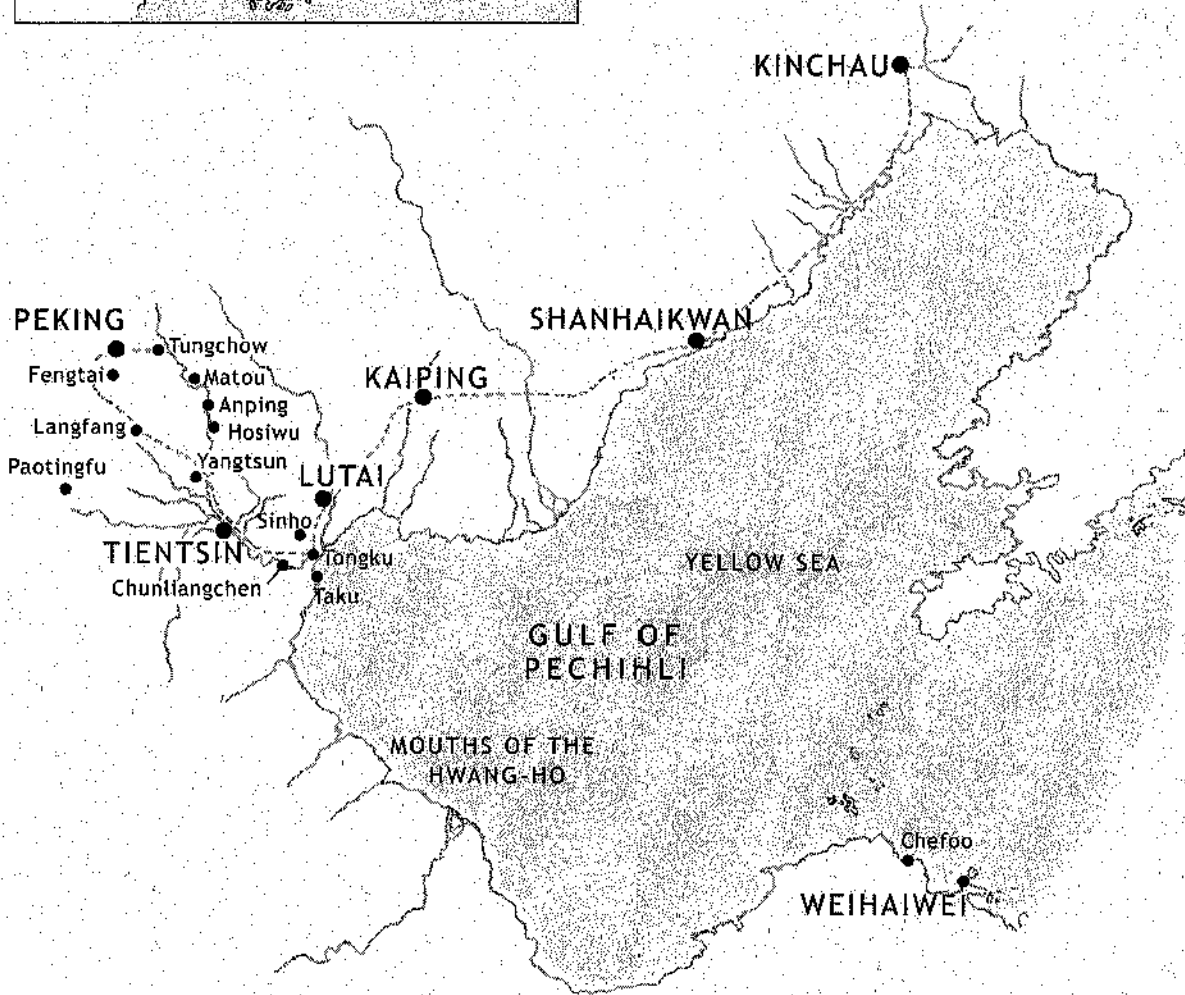 KINCHAU
SHANHAIKWAN
PEKING
Tungchow
Fengtai
Matou
KAIPING
Anping
Langfang
Hosiwu
Yangtsun
Paotingfu
LUTAI
Sinho
TIENTSIN
Tongku
Chunliangchen
Taku
YELLOW SEA
GULF OF
PECHIHLI
MOUTHS OF THE
HWANG-HO
Chefoo
WEIHAIWEI